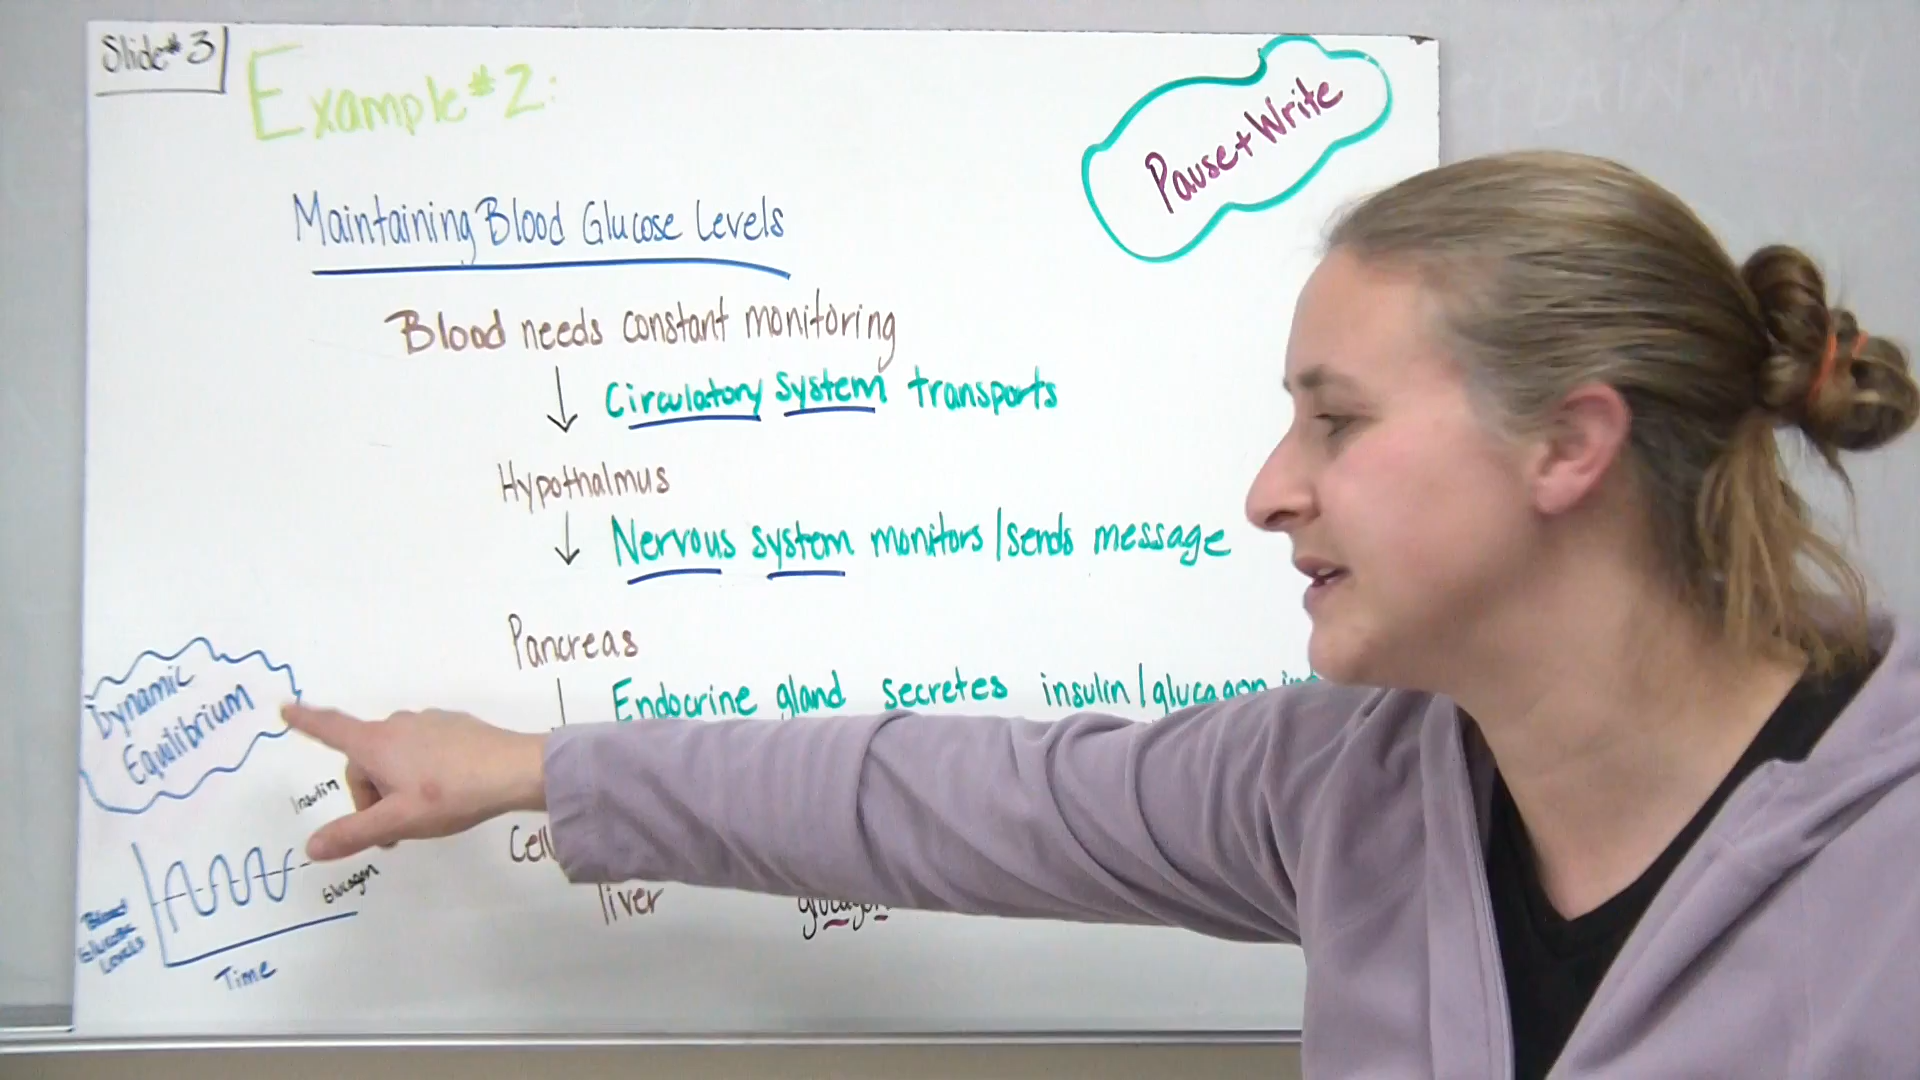 Slide #3
Example #2:
Pause + Write
Maintaining Blood Glucose Levels
Blood needs constant monitoring
↓ Circulatory system transports
Hypothalmus
↓ Nervous system monitors/sends message
Pancreas
Endocrine gland secretes insulin/glucagon
Dynamic
Equilibrium
Insulin
Glucagon
liver
Blood
Glucose
Levels
Time